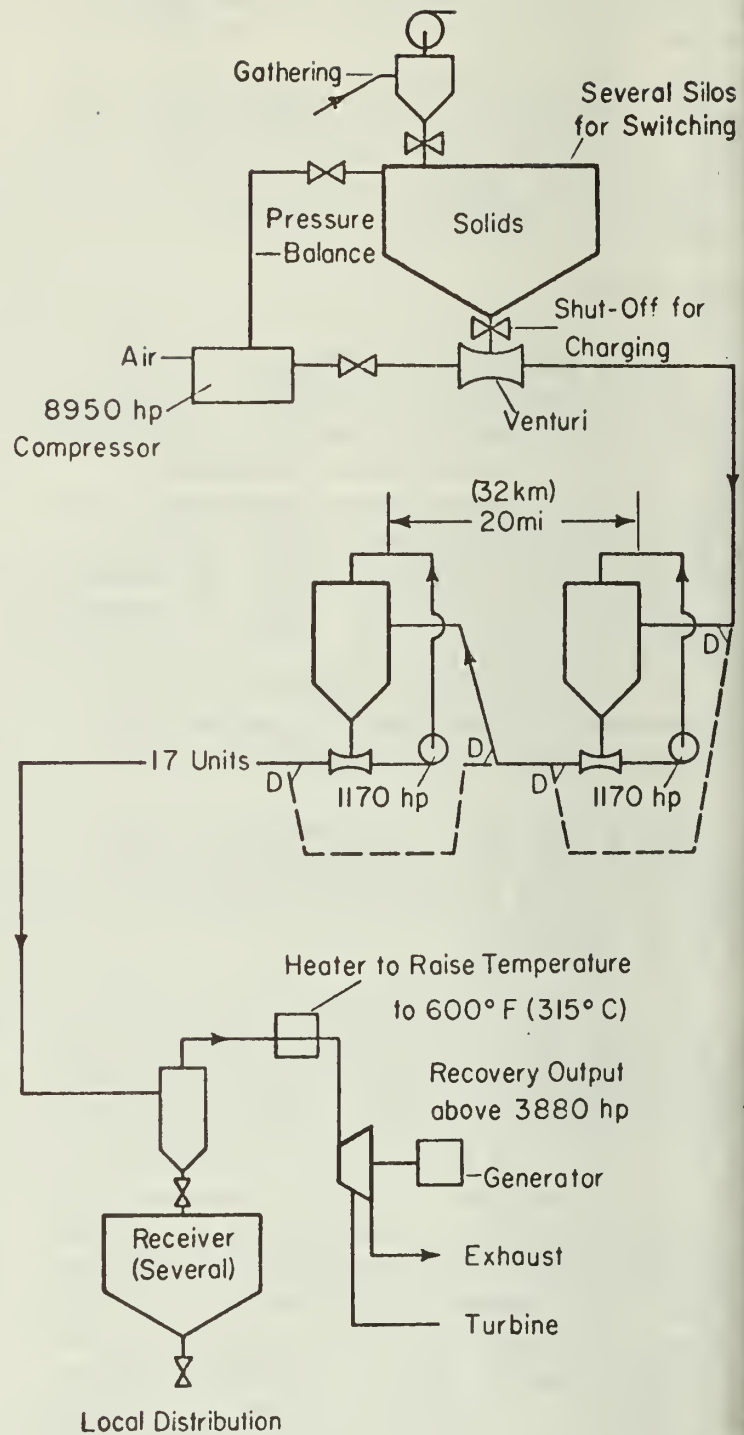 Gathering
Several Silos
for Switching
Pressure
Balance
Solids
Shut-Off for
Charging
Air
8950 hp
Compressor
Venturi
(32km)
20mi
D
17 Units
D
D
D
1170 hp
1170 hp
Heater to Raise Temperature
to 600° F (315° C)
Recovery Output
above 3880 hp
Generator
Receiver
(Several)
Exhaust
Turbine
Local Distribution